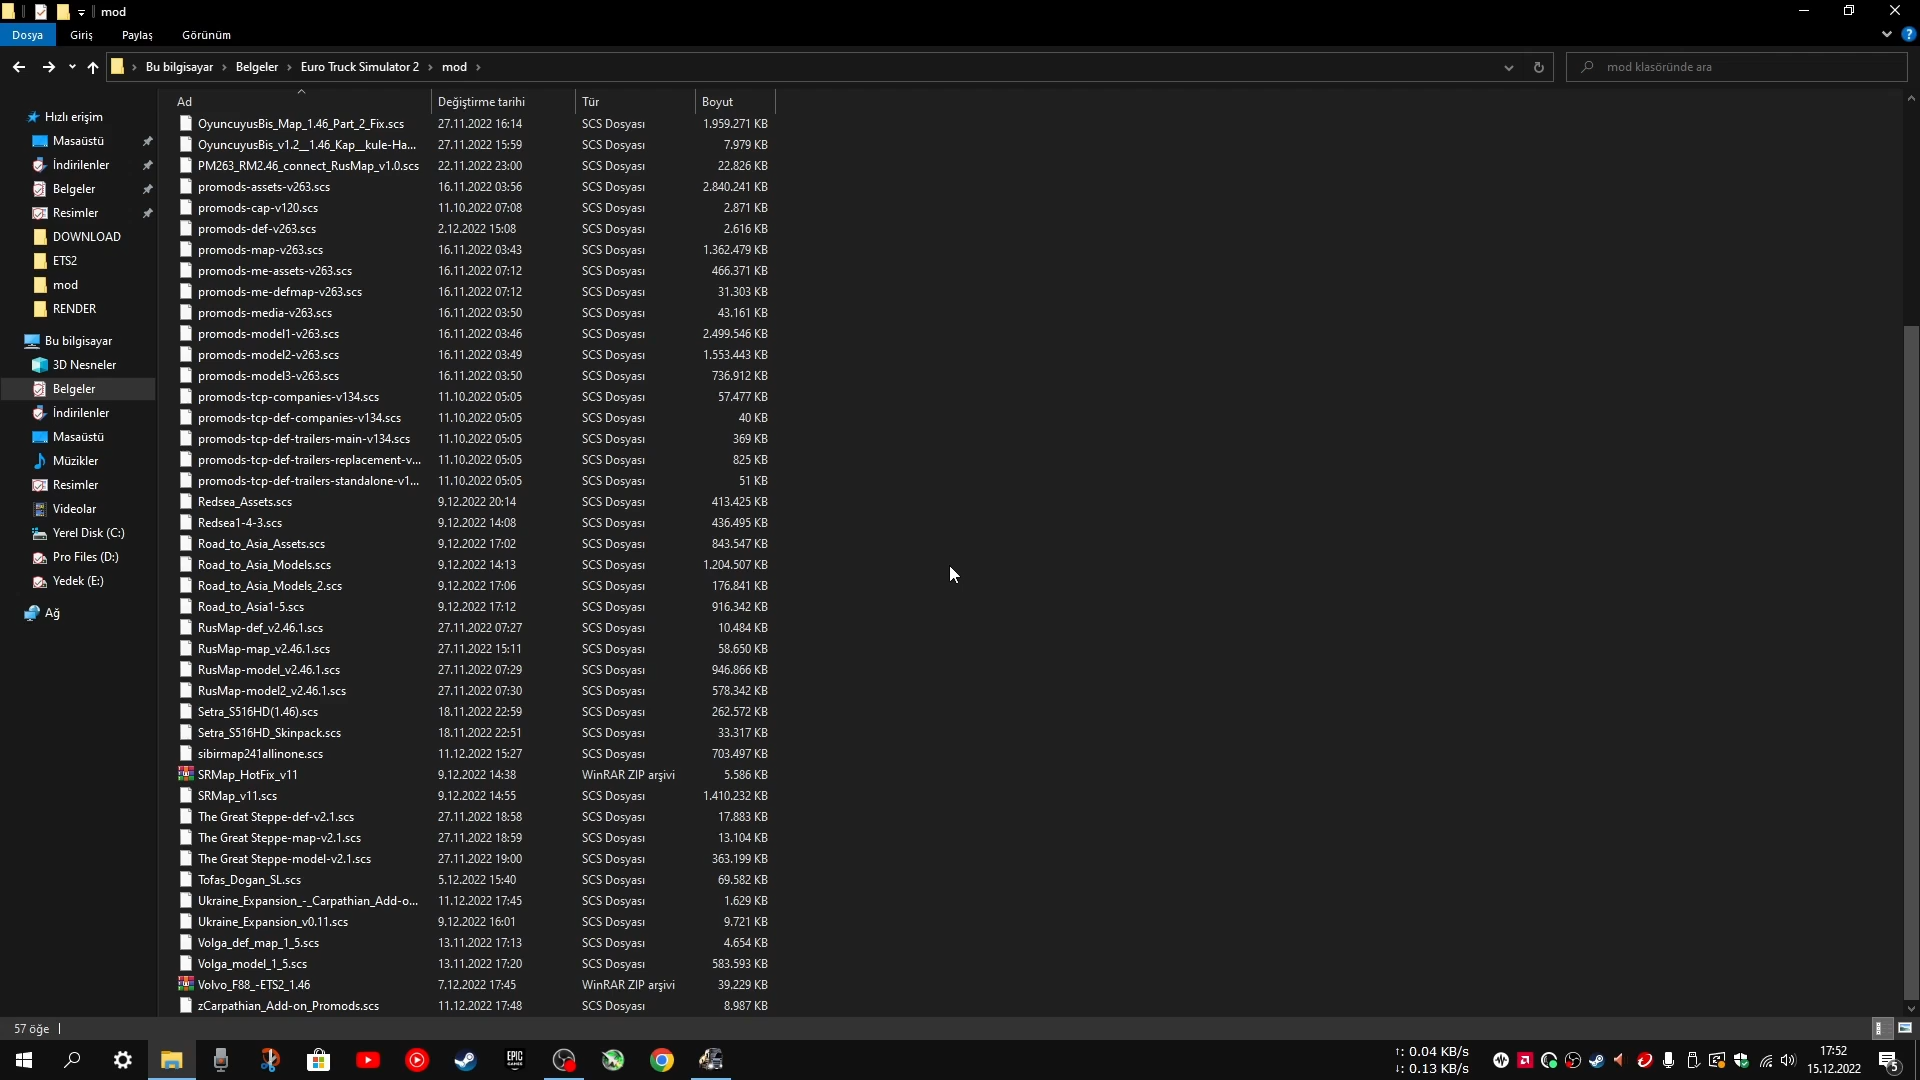 mod
Dosya Giriş Paylaş Görünüm
Bu bilgisayar Belgeler Euro Truck Simulator 2 mod
mod klasöründe ara
Hızlı erişim
Masaüstü
İndirilenler
Belgeler
Resimler
DOWNLOAD
ETS2
mod
RENDER
Bu bilgisayar
3D Nesneler
Belgeler
İndirilenler
Masaüstü
Müzikler
Resimler
Videolar
Yerel Disk (C:)
Pro Files (D:)
Yedek (E:)
Ağ
Ad Değiştirme tarihi Tür Boyut
OyuncuyusBis_Map_1.46_Part_2_Fix.scs 27.11.2022 16:14 SCS Dosyası 1.959.271 KB
OyuncuyusBis_v1.2__1.46_Kap__kule-Ha... 27.11.2022 15:59 SCS Dosyası 7.979 KB
PM263_RM2.46_connect_RusMap_v1.0.scs 22.11.2022 23:00 SCS Dosyası 22.826 KB
promods-assets-v263.scs 16.11.2022 03:56 SCS Dosyası 2.840.241 KB
promods-cap-v120.scs 11.10.2022 07:08 SCS Dosyası 2.871 KB
promods-def-v263.scs 2.12.2022 15:08 SCS Dosyası 2.616 KB
promods-map-v263.scs 16.11.2022 03:43 SCS Dosyası 1.362.479 KB
promods-me-assets-v263.scs 16.11.2022 07:12 SCS Dosyası 466.371 KB
promods-me-defmap-v263.scs 16.11.2022 07:12 SCS Dosyası 31.303 KB
promods-media-v263.scs 16.11.2022 03:50 SCS Dosyası 43.161 KB
promods-model1-v263.scs 16.11.2022 03:46 SCS Dosyası 2.499.546 KB
promods-model2-v263.scs 16.11.2022 03:49 SCS Dosyası 1.553.443 KB
promods-model3-v263.scs 16.11.2022 03:50 SCS Dosyası 736.912 KB
promods-tcp-companies-v134.scs 11.10.2022 05:05 SCS Dosyası 57.477 KB
promods-tcp-def-companies-v134.scs 11.10.2022 05:05 SCS Dosyası 40 KB
promods-tcp-def-trailers-main-v134.scs 11.10.2022 05:05 SCS Dosyası 369 KB
promods-tcp-def-trailers-replacement-v... 11.10.2022 05:05 SCS Dosyası 825 KB
promods-tcp-def-trailers-standalone-v1... 11.10.2022 05:05 SCS Dosyası 51 KB
Redsea_Assets.scs 9.12.2022 20:14 SCS Dosyası 413.425 KB
Redsea1-4-3.scs 9.12.2022 14:08 SCS Dosyası 436.495 KB
Road_to_Asia_Assets.scs 9.12.2022 17:02 SCS Dosyası 843.547 KB
Road_to_Asia_Models.scs 9.12.2022 14:13 SCS Dosyası 1.204.507 KB
Road_to_Asia_Models_2.scs 9.12.2022 17:06 SCS Dosyası 176.841 KB
Road_to_Asia1-5.scs 9.12.2022 17:12 SCS Dosyası 916.342 KB
RusMap-def_v2.46.1.scs 27.11.2022 07:27 SCS Dosyası 10.484 KB
RusMap-map_v2.46.1.scs 27.11.2022 15:11 SCS Dosyası 58.650 KB
RusMap-model_v2.46.1.scs 27.11.2022 07:29 SCS Dosyası 946.866 KB
RusMap-model2_v2.46.1.scs 27.11.2022 07:30 SCS Dosyası 578.342 KB
Setra_S516HD(1.46).scs 18.11.2022 22:59 SCS Dosyası 262.572 KB
Setra_S516HD_Skinpack.scs 18.11.2022 22:51 SCS Dosyası 33.317 KB
sibirmap241allinone.scs 11.12.2022 15:27 SCS Dosyası 703.497 KB
SRMap_HotFix_v11 9.12.2022 14:38 WinRAR ZIP arşivi 5.586 KB
SRMap_v11.scs 9.12.2022 14:55 SCS Dosyası 1.410.232 KB
The Great Steppe-def-v2.1.scs 27.11.2022 18:58 SCS Dosyası 17.883 KB
The Great Steppe-map-v2.1.scs 27.11.2022 18:59 SCS Dosyası 13.104 KB
The Great Steppe-model-v2.1.scs 27.11.2022 19:00 SCS Dosyası 363.199 KB
Tofas_Dogan_SL.scs 5.12.2022 15:40 SCS Dosyası 69.582 KB
Ukraine_Expansion_-_Carpathian_Add-o... 11.12.2022 17:45 SCS Dosyası 1.629 KB
Ukraine_Expansion_v0.11.scs 9.12.2022 16:01 SCS Dosyası 9.721 KB
Volga_def_map_1_5.scs 13.11.2022 17:13 SCS Dosyası 4.654 KB
Volga_model_1_5.scs 13.11.2022 17:20 SCS Dosyası 583.593 KB
Volvo_F88_-ETS2_1.46 7.12.2022 17:45 WinRAR ZIP arşivi 39.229 KB
zCarpathian_Add-on_Promods.scs 11.12.2022 17:48 SCS Dosyası 8.987 KB
57 öğe
EPIC
GAMES
↑: 0.04 KB/s
↓: 0.13 KB/s
17:52
15.12.2022
5